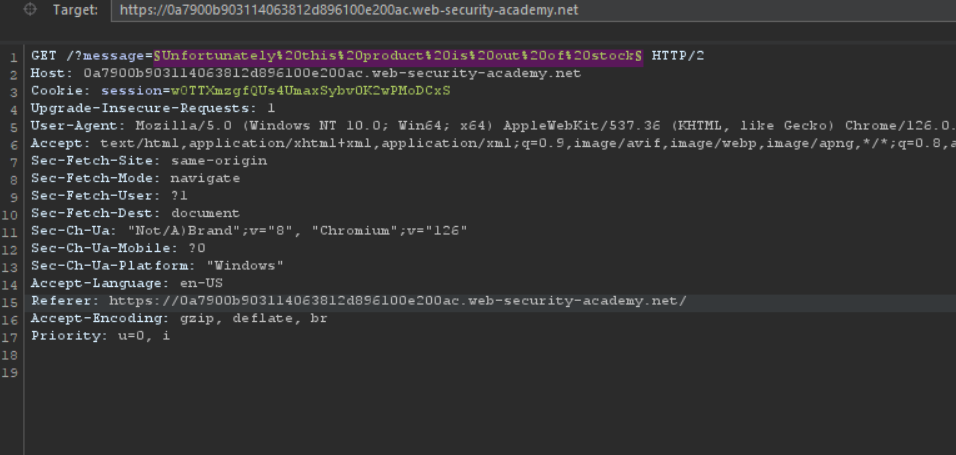 Target: https://0a7900b903114063812d896100e200ac.web-security-academy.net
1 GET /?message=§Unfortunately%20this%20product%20is%20out%20of%20stock§ HTTP/2
2 Host: 0a7900b903114063812d896100e200ac.web-security-academy.net
3 Cookie: session=wOTTXmzgfQUs4UmaxSybvOK2wPMoDCxS
4 Upgrade-Insecure-Requests: 1
5 User-Agent: Mozilla/5.0 (Windows NT 10.0; Win64; x64) AppleWebKit/537.36 (KHTML, like Gecko) Chrome/126.0.
6 Accept: text/html,application/xhtml+xml,application/xml;q=0.9,image/avif,image/webp,image/apng,*/*;q=0.8,a
7 Sec-Fetch-Site: same-origin
8 Sec-Fetch-Mode: navigate
9 Sec-Fetch-User: ?1
10 Sec-Fetch-Dest: document
11 Sec-Ch-Ua: "Not/A)Brand";v="8", "Chromium";v="126"
12 Sec-Ch-Ua-Mobile: ?0
13 Sec-Ch-Ua-Platform: "Windows"
14 Accept-Language: en-US
15 Referer: https://0a7900b903114063812d896100e200ac.web-security-academy.net/
16 Accept-Encoding: gzip, deflate, br
17 Priority: u=0, i
18
19